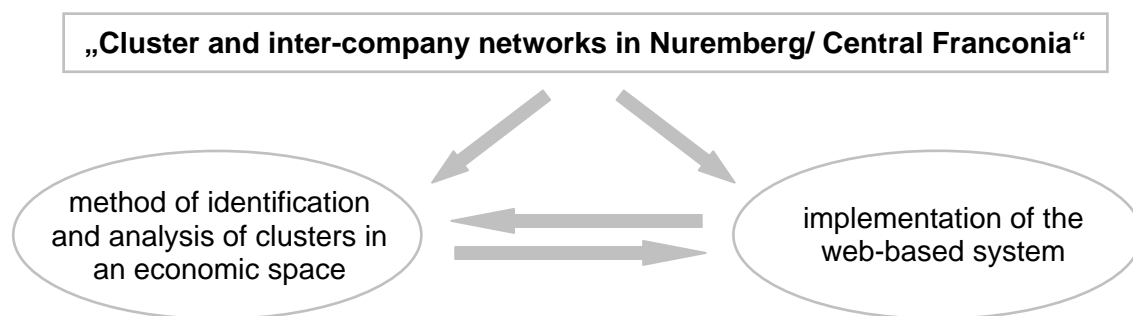 „Cluster and inter-company networks in Nuremberg/ Central Franconia“
method of identification
and analysis of clusters in
an economic space
implementation of the
web-based system